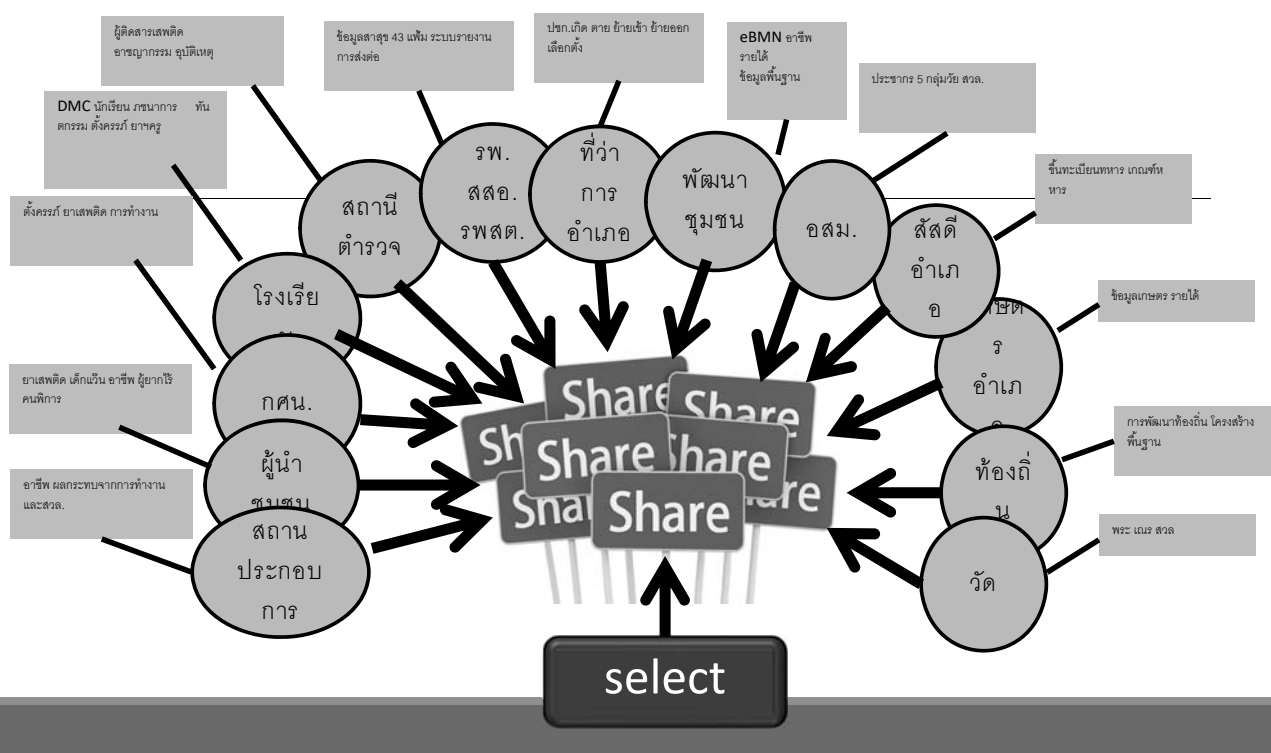 ผู้ติดสารเสพติด
อาชญากรรม อุบัติเหตุ
ข้อมูลสาสุข 43 แฟ้ม ระบบรายงาน
การส่งต่อ
ปชก.เกิด ตาย ย้ายเข้า ย้ายออก
เลือกตั้ง
eBMN อาชีพ
รายได้
ข้อมูลพื้นฐาน
ประชากร 5 กลุ่มวัย สวล.
DMC นักเรียน ภชนาการ ทัน
ตกรรม ตั้งครรภ์ ยาฯครู
ขึ้นทะเบียนทหาร เกณฑ์ท
หาร
ตั้งครรภ์ ยาเสพติด การทำงาน
ข้อมูลเกษตร รายได้
ยาเสพติด เด็กแว๊น อาชีพ ผู้ยากไร้
คนพิการ
การพัฒนาท้องถิ่น โครงสร้าง
พื้นฐาน
อาชีพ ผลกระทบจากการทำงาน
และสวล.
พระ เณร สวล
สถานี
ตำรวจ
รพ.
สสอ.
รพสต.
ที่ว่า
การ
อำเภอ
พัฒนา
ชุมชน
อสม.
สัสดี
อำเภ
อ
โรงเรีย
กศน.
ผู้นำ
ชุมชน
สถาน
ประกอบ
การ
ษต
ร
อำเภ
ท้องถิ่
น
วัด
Share
Share
Sh
Share
Share
Sha
are
Share
select